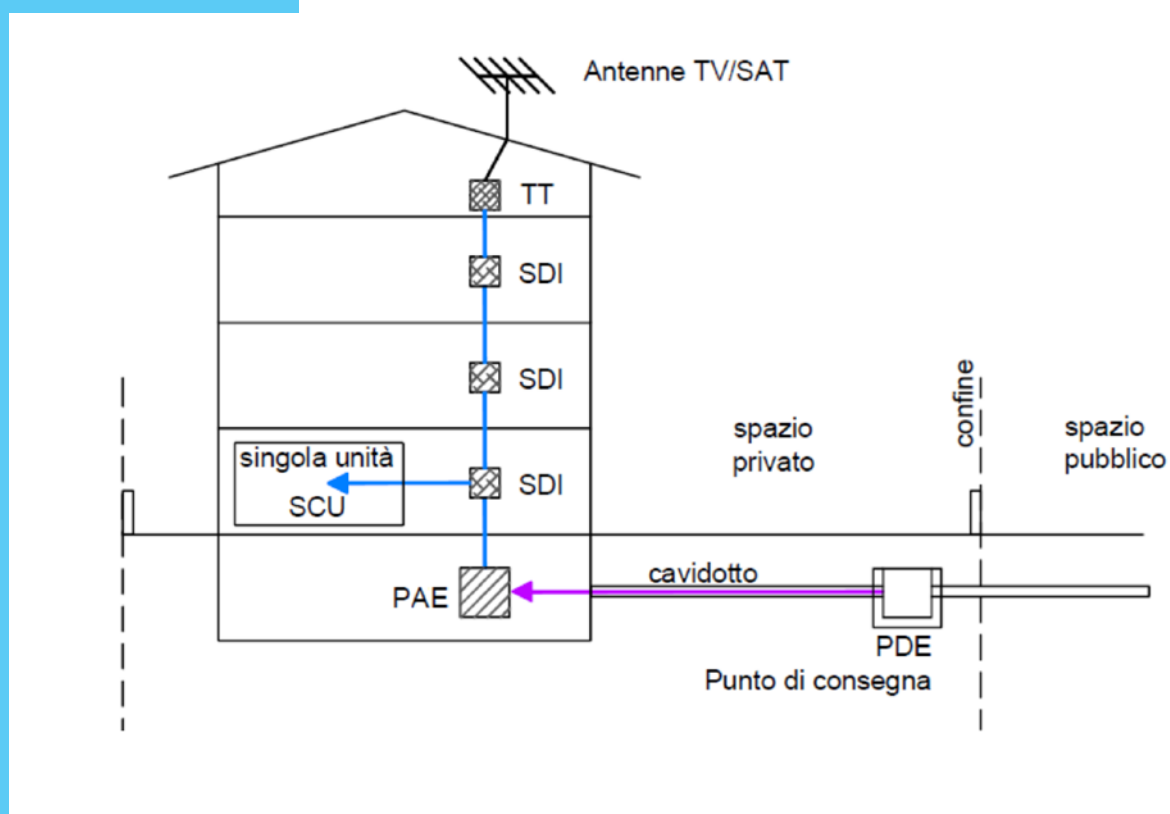 Antenne TV/SAT
TT
SDI
SDI
singola unità
SCU
SDI
spazio
privato
confine
spazio
pubblico
PAE
cavidotto
PDE
Punto di consegna